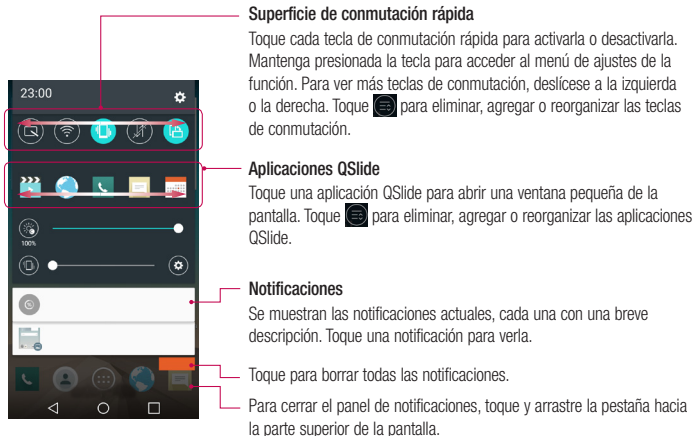 Superficie de conmutación rápida
Toque cada tecla de conmutación rápida para activarla o desactivarla.
Mantenga presionada la tecla para acceder al menú de ajustes de la
función. Para ver más teclas de conmutación, deslícese a la izquierda
o la derecha. Toque para eliminar, agregar o reorganizar las teclas
de conmutación.
23:00
Aplicaciones QSlide
Toque una aplicación QSlide para abrir una ventana pequeña de la
pantalla. Toque para eliminar, agregar o reorganizar las aplicaciones
QSlide.
100%
Notificaciones
Se muestran las notificaciones actuales, cada una con una breve
descripción. Toque una notificación para verla.
Toque para borrar todas las notificaciones.
Para cerrar el panel de notificaciones, toque y arrastre la pestaña hacia
la parte superior de la pantalla.